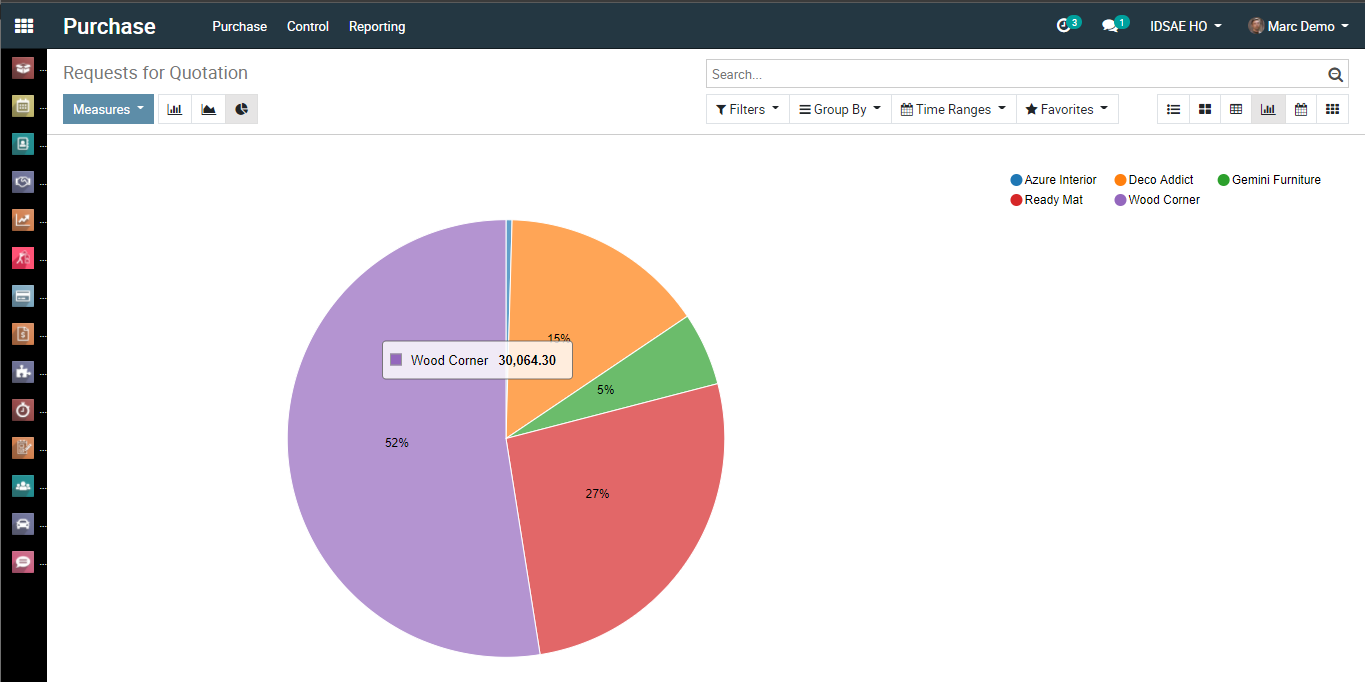 Purchase Purchase Control Reporting 3 1 IDSAE HO Marc Demo
Requests for Quotation
Search...
Measures
Filters Group By Time Ranges Favorites
Azure Interior Deco Addict Gemini Furniture
Ready Mat Wood Corner
15%
Wood Corner 30,064.30
5%
52%
27%